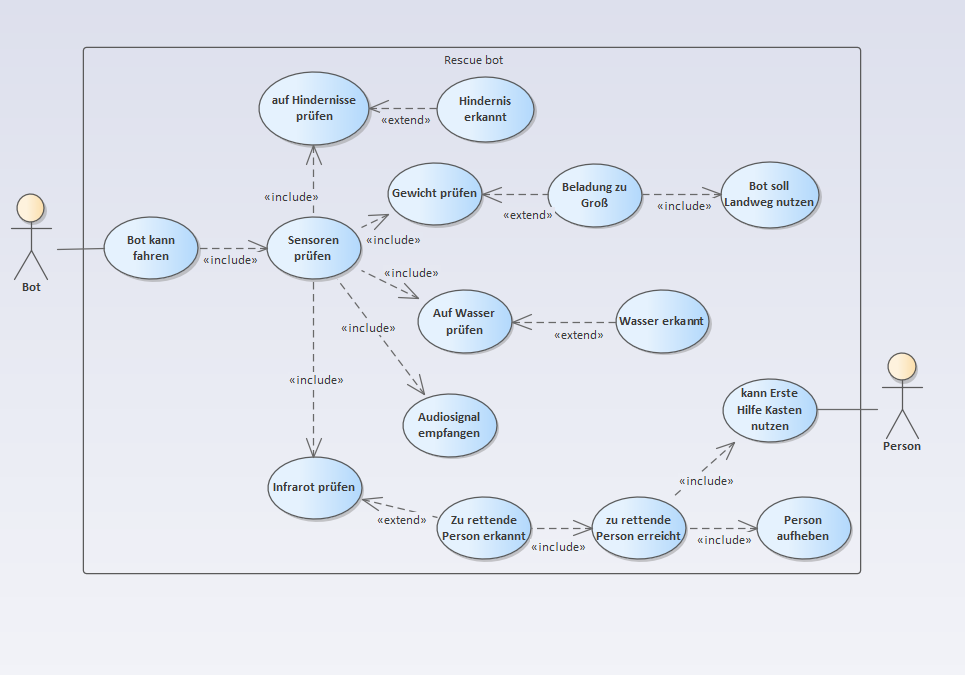 Rescue bot
auf Hindernisse
prüfen
Hindernis
erkannt
«extend»
«include»
Gewicht prüfen
Beladung zu
Groß
Bot soll
Landweg nutzen
«extend»
«include»
Bot kann
fahren
Sensoren
prüfen
«include»
«include»
Bot
«include»
Auf Wasser
prüfen
Wasser erkannt
«extend»
«include»
«include»
kann Erste
Hilfe Kasten
nutzen
Person
Audiosignal
empfangen
Infrarot prüfen
«include»
«extend»
Zu rettende
Person erkannt
zu rettende
Person erreicht
Person
aufheben
«include»
«include»